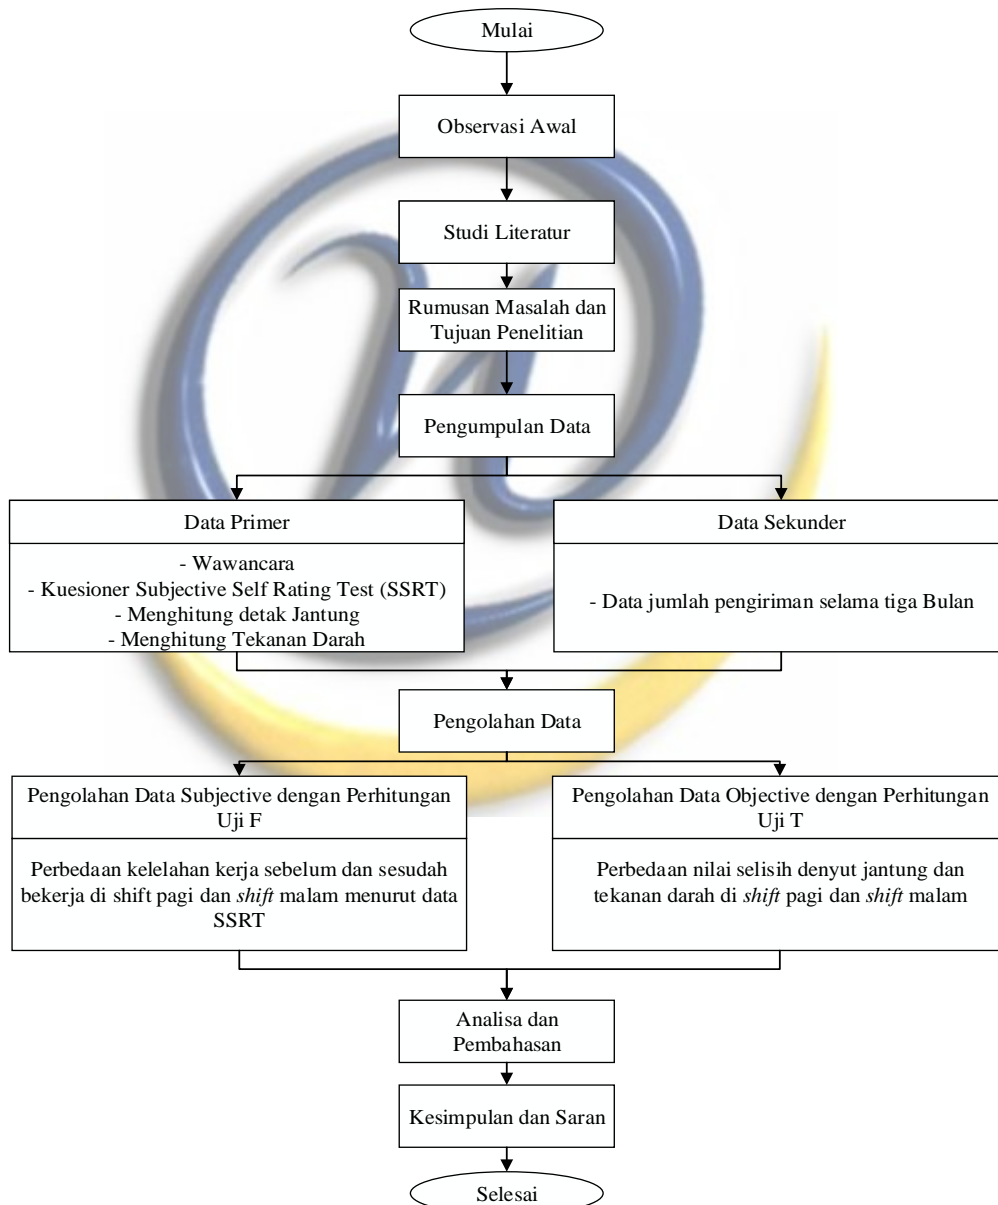 Mulai
Observasi Awal
Studi Literatur
Rumusan Masalah dan
Tujuan Penelitian
Pengumpulan Data
Data Primer
- Wawancara
- Kuesioner Subjective Self Rating Test (SSRT)
- Menghitung detak Jantung
- Menghitung Tekanan Darah
Data Sekunder
- Data jumlah pengiriman selama tiga Bulan
Pengolahan Data
Pengolahan Data Subjective dengan Perhitungan
Uji F
Perbedaan kelelahan kerja sebelum dan sesudah
bekerja di shift pagi dan shift malam menurut data
SSRT
Pengolahan Data Objective dengan Perhitungan
Uji T
Perbedaan nilai selisih denyut jantung dan
tekanan darah di shift pagi dan shift malam
Analisa dan
Pembahasan
Kesimpulan dan Saran
Selesai